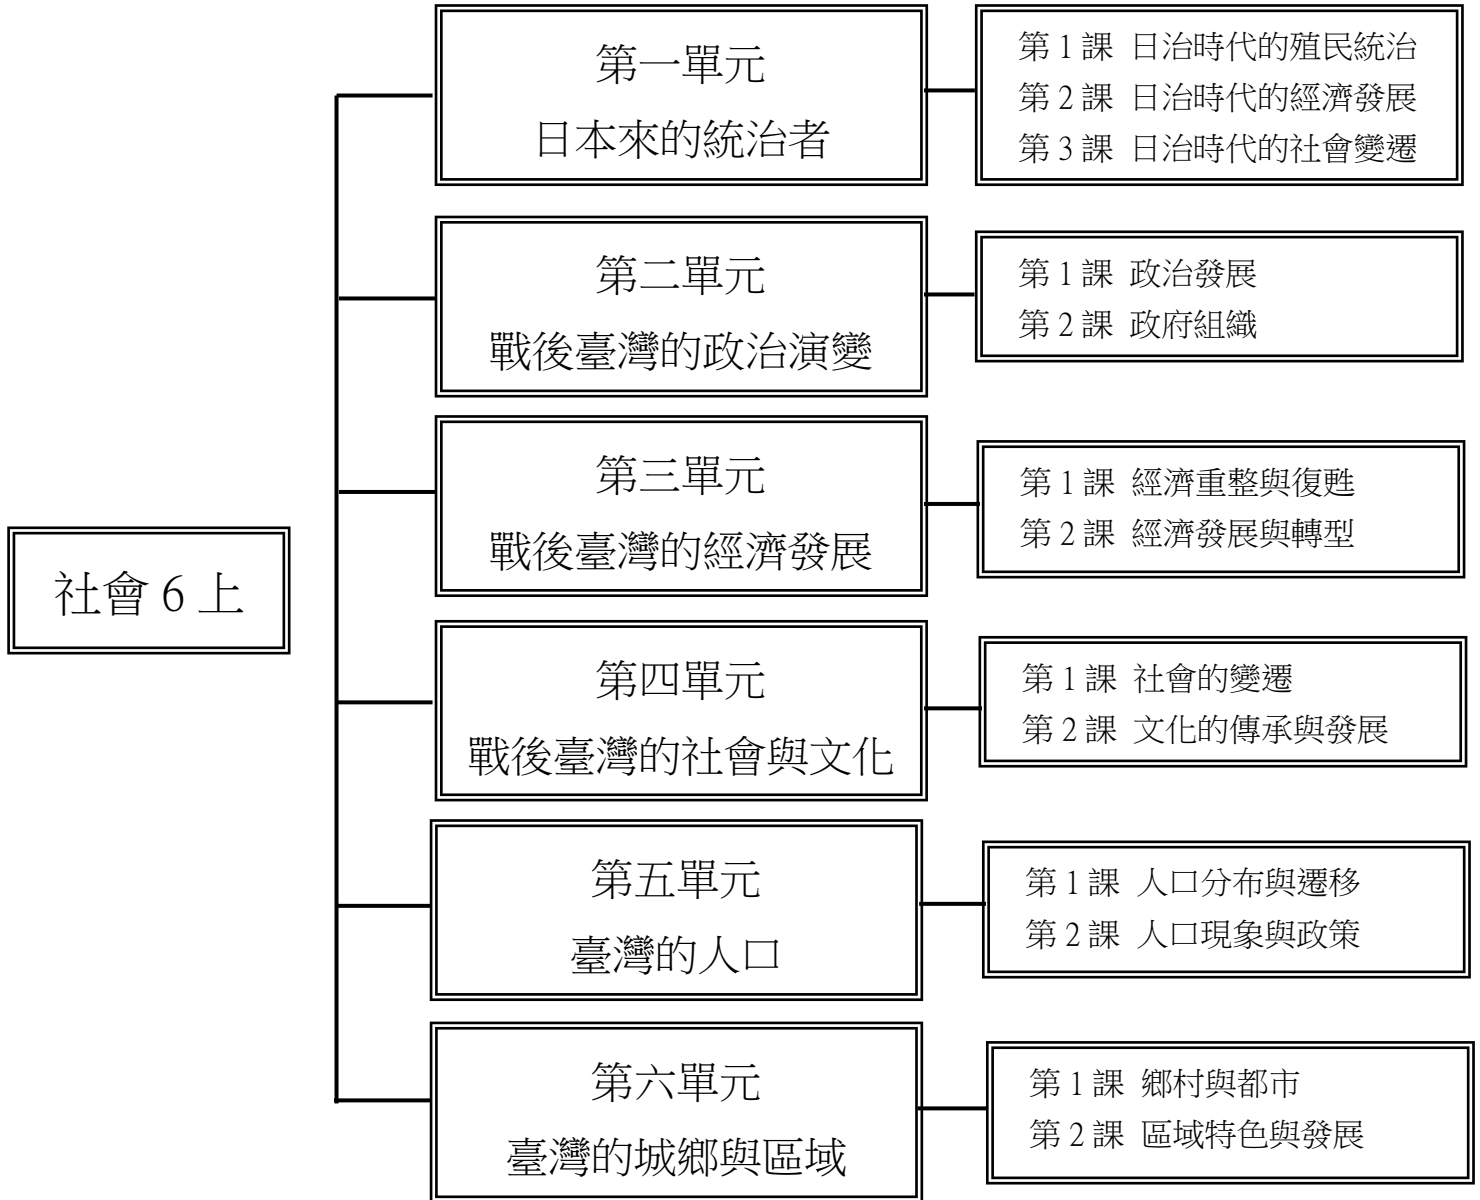 社會 6 上
第一單元
日本來的統治者
第 1 課 日治時代的殖民統治
第 2 課 日治時代的經濟發展
第 3 課 日治時代的社會變遷
第二單元
戰後臺灣的政治演變
第 1 課 政治發展
第 2 課 政府組織
第三單元
戰後臺灣的經濟發展
第 1 課 經濟重整與復甦
第 2 課 經濟發展與轉型
第四單元
戰後臺灣的社會與文化
第 1 課 社會的變遷
第 2 課 文化的傳承與發展
第五單元
臺灣的人口
第 1 課 人口分布與遷移
第 2 課 人口現象與政策
第六單元
臺灣的城鄉與區域
第 1 課 鄉村與都市
第 2 課 區域特色與發展